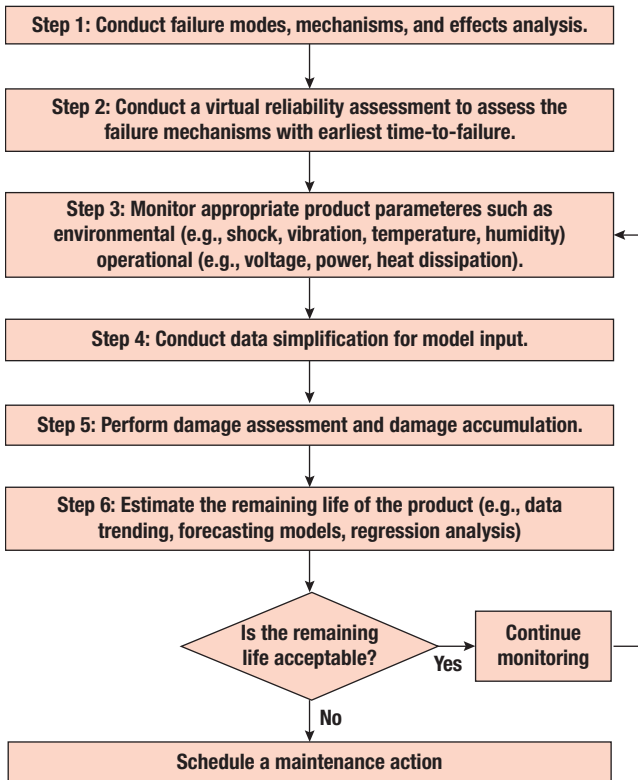 Step 1: Conduct failure modes, mechanisms, and effects analysis.
Step 2: Conduct a virtual reliability assessment to assess the
failure mechanisms with earliest time-to-failure.
Step 3: Monitor appropriate product parameteres such as
environmental (e.g., shock, vibration, temperature, humidity)
operational (e.g., voltage, power, heat dissipation).
Step 4: Conduct data simplification for model input.
Step 5: Perform damage assessment and damage accumulation.
Step 6: Estimate the remaining life of the product (e.g., data
trending, forecasting models, regression analysis)
Is the remaining
life acceptable?
Yes
Continue
monitoring
No
Schedule a maintenance action